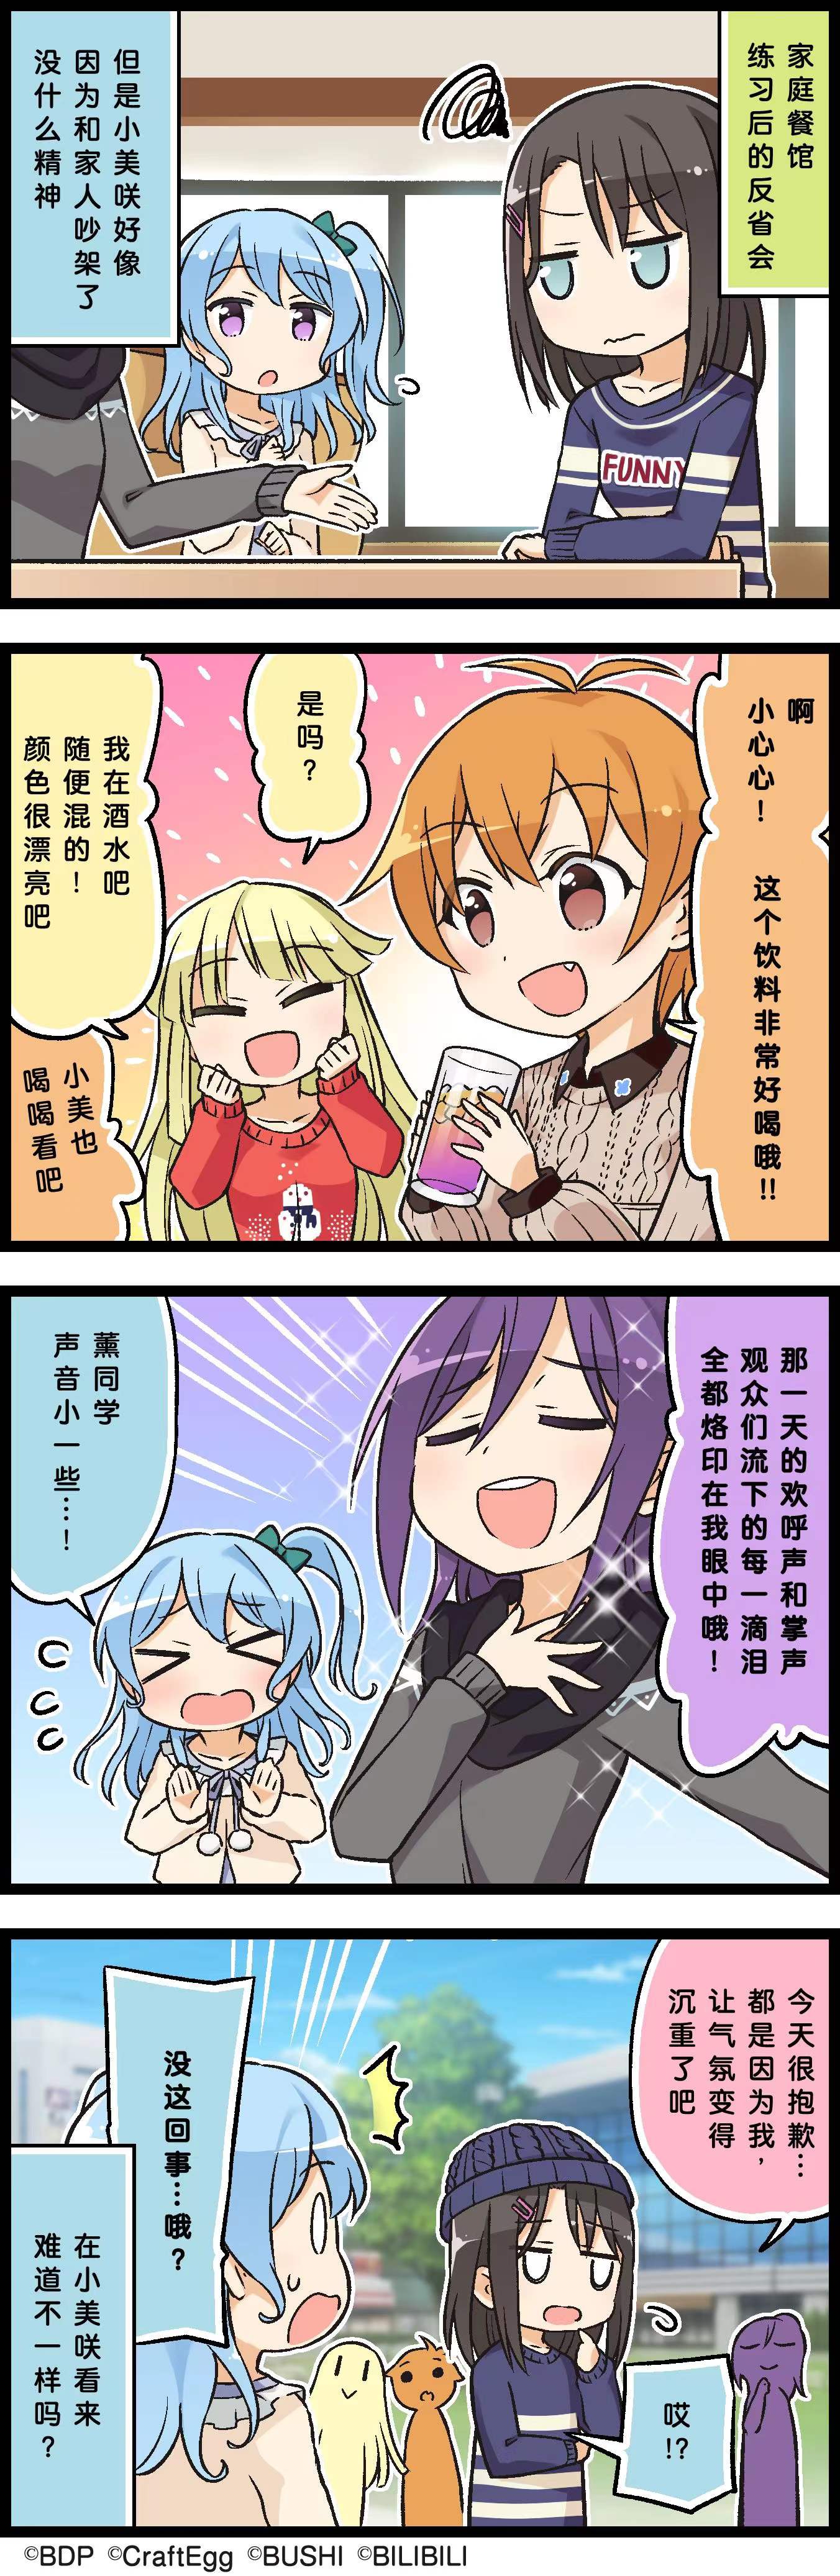 家庭餐馆
练习后的反省会
FUNNY
但是小美咲好像
因为和家人吵架了
没什么精神
啊
小心心！ 这个饮料非常好喝哦!!
是吗？
我在酒水吧
随便混的！
颜色很漂亮吧
小美也
喝喝看吧
那一天的欢呼声和掌声
观众们流下的每一滴泪
全都烙印在我眼中哦！
薰同学
声音小一些…！
今天很抱歉…
都是因为我，
让气氛变得
沉重了吧
没这回事…哦？
哎!?
在小美咲看来
难道不一样吗？
©BDP ©CraftEgg ©BUSHI ©BILIBILI